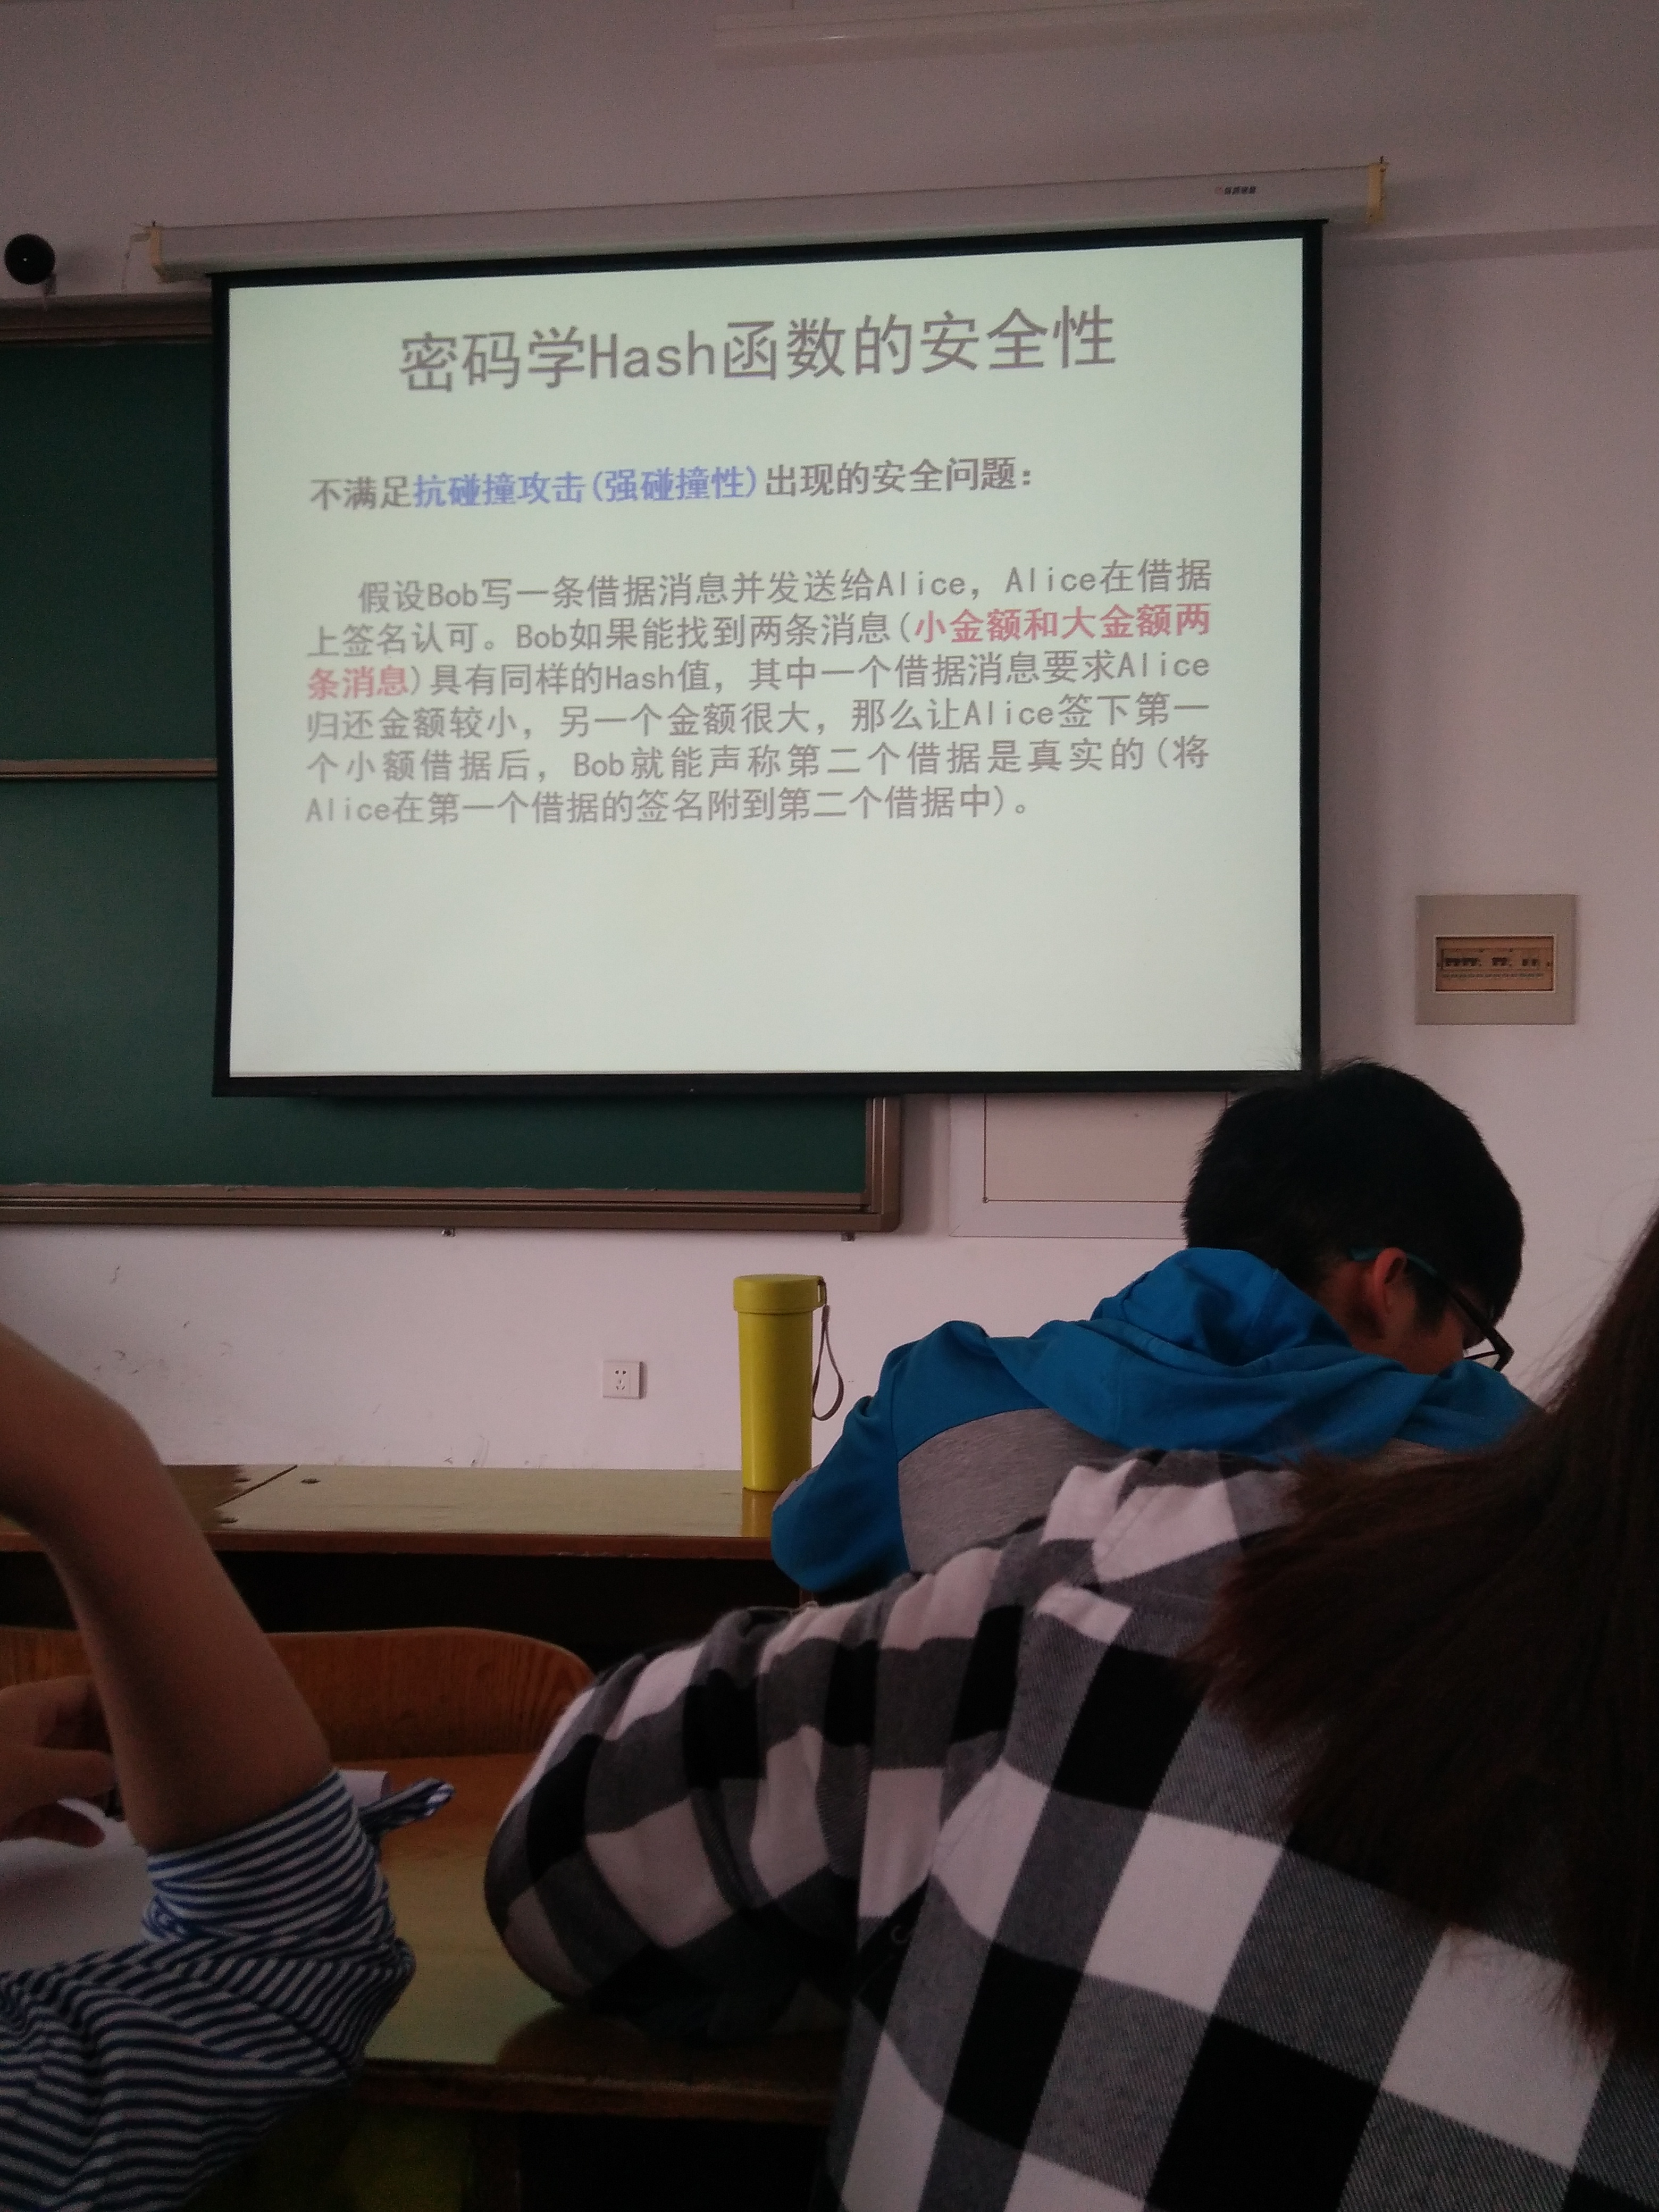 密码学Hash函数的安全性
不满足抗碰撞攻击(强碰撞性)出现的安全问题：
假设Bob写一条借据消息并发送给Alice，Alice在借据
上签名认可。Bob如果能找到两条消息(小金额和大金额两
条消息)具有同样的Hash值，其中一个借据消息要求Alice
归还金额较小，另一个金额很大，那么让Alice签下第一
个小额借据后，Bob就能声称第二个借据是真实的(将
Alice在第一个借据的签名附到第二个借据中)。